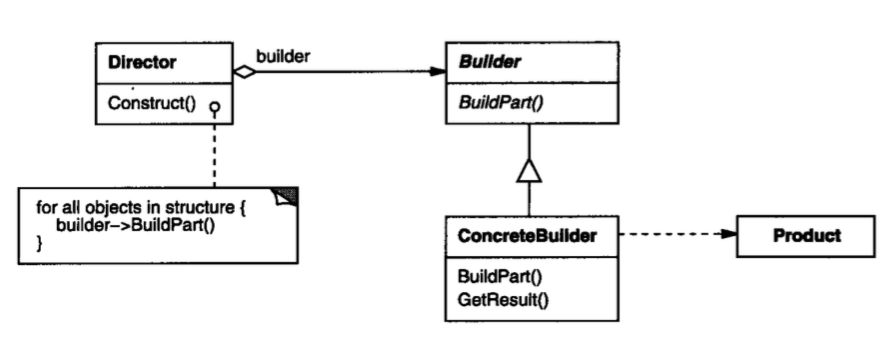 Director
Construct()
builder
Builder
BuildPart()
for all objects in structure {
builder->BuildPart()
}
ConcreteBuilder
BuildPart()
GetResult()
Product